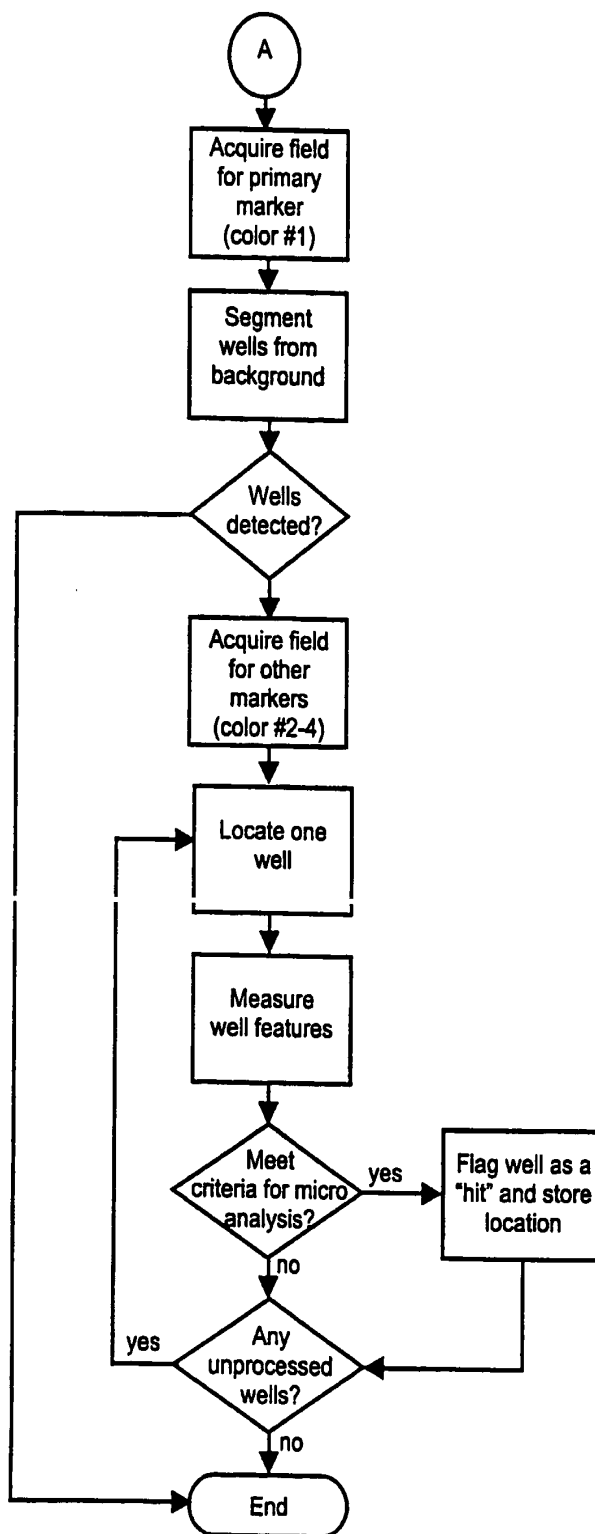 A
Acquire field
for primary
marker
(color #1)
Segment
wells from
background
Wells
detected?
Acquire field
for other
markers
(color #2-4)
Locate one
well
Measure
well features
Meet
criteria for micro
analysis?
yes
Flag well as a
"hit" and store
location
no
yes
Any
unprocessed
wells?
no
End